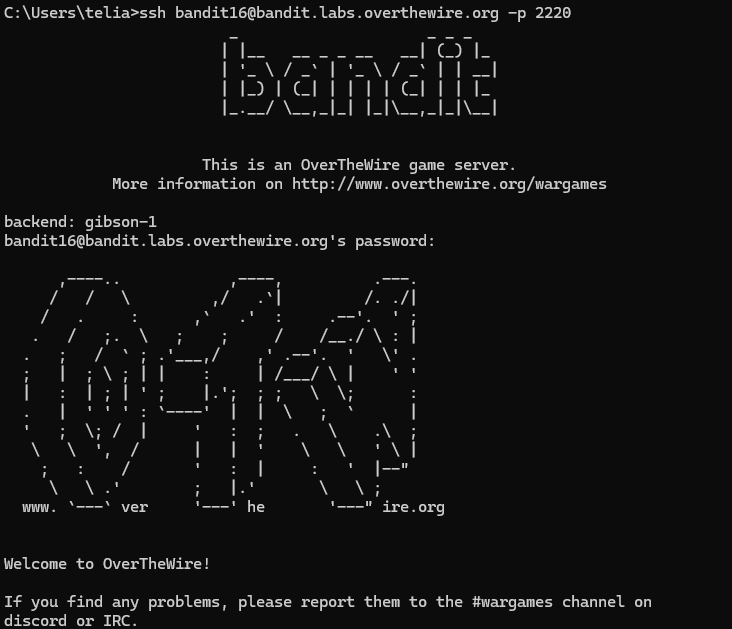 C:\Users\telia>ssh bandit16@bandit.labs.overthewire.org -p 2220
bandit
This is an OverTheWire game server.
More information on http://www.overthewire.org/wargames
backend: gibson-1
bandit16@bandit.labs.overthewire.org's password:
www. `---` ver '---' he '---" ire.org
Welcome to OverTheWire!
If you find any problems, please report them to the #wargames channel on
discord or IRC.